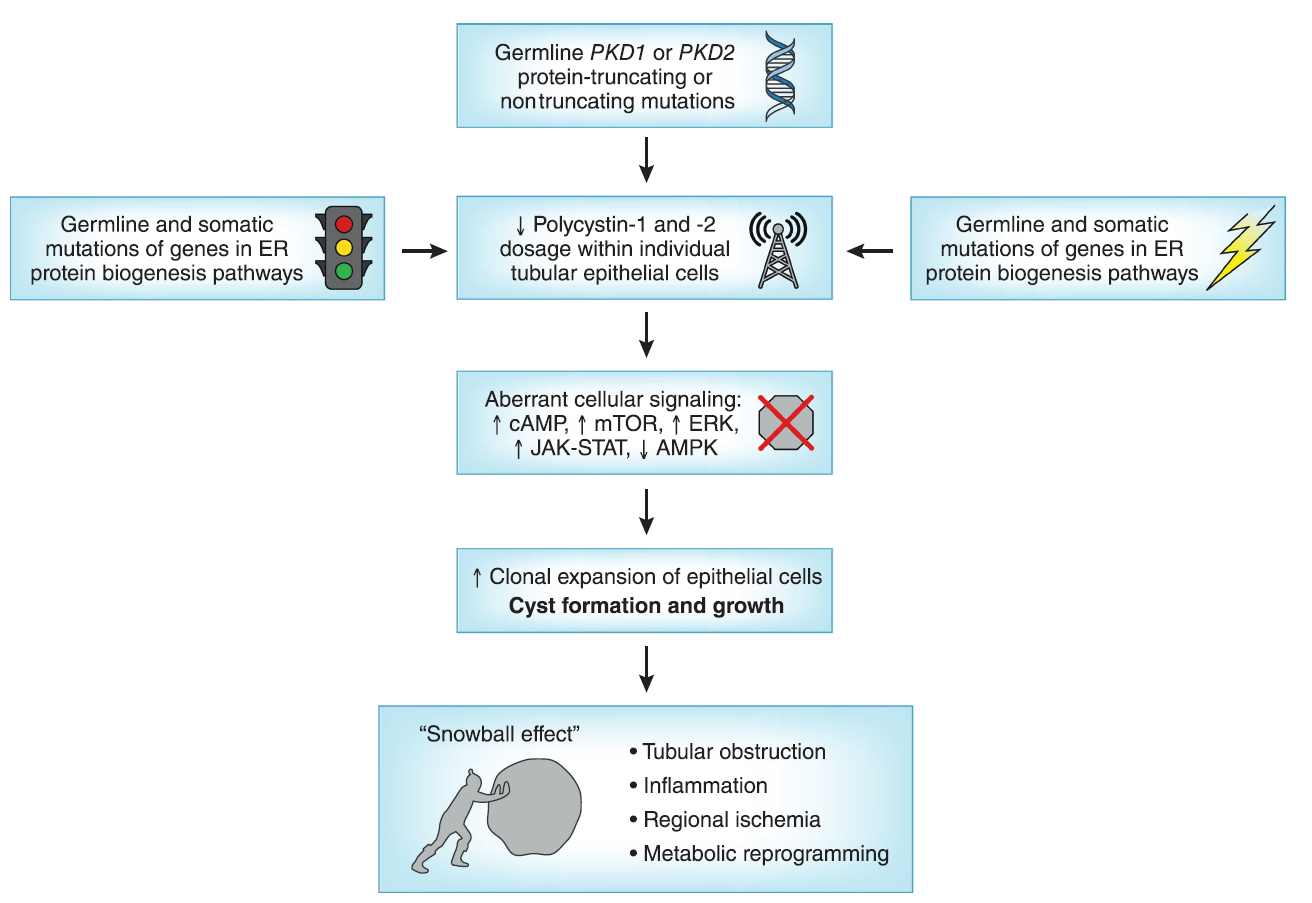 Germline PKD1 or PKD2
protein-truncating or
nontruncating mutations
Germline and somatic
mutations of genes in ER
protein biogenesis pathways
↓ Polycystin-1 and -2
dosage within individual
tubular epithelial cells
Germline and somatic
mutations of genes in ER
protein biogenesis pathways
Aberrant cellular signaling:
↑ cAMP, ↑ mTOR, ↑ ERK,
↑ JAK-STAT, ↓ AMPK
↑ Clonal expansion of epithelial cells
Cyst formation and growth
“Snowball effect”
• Tubular obstruction
• Inflammation
• Regional ischemia
• Metabolic reprogramming